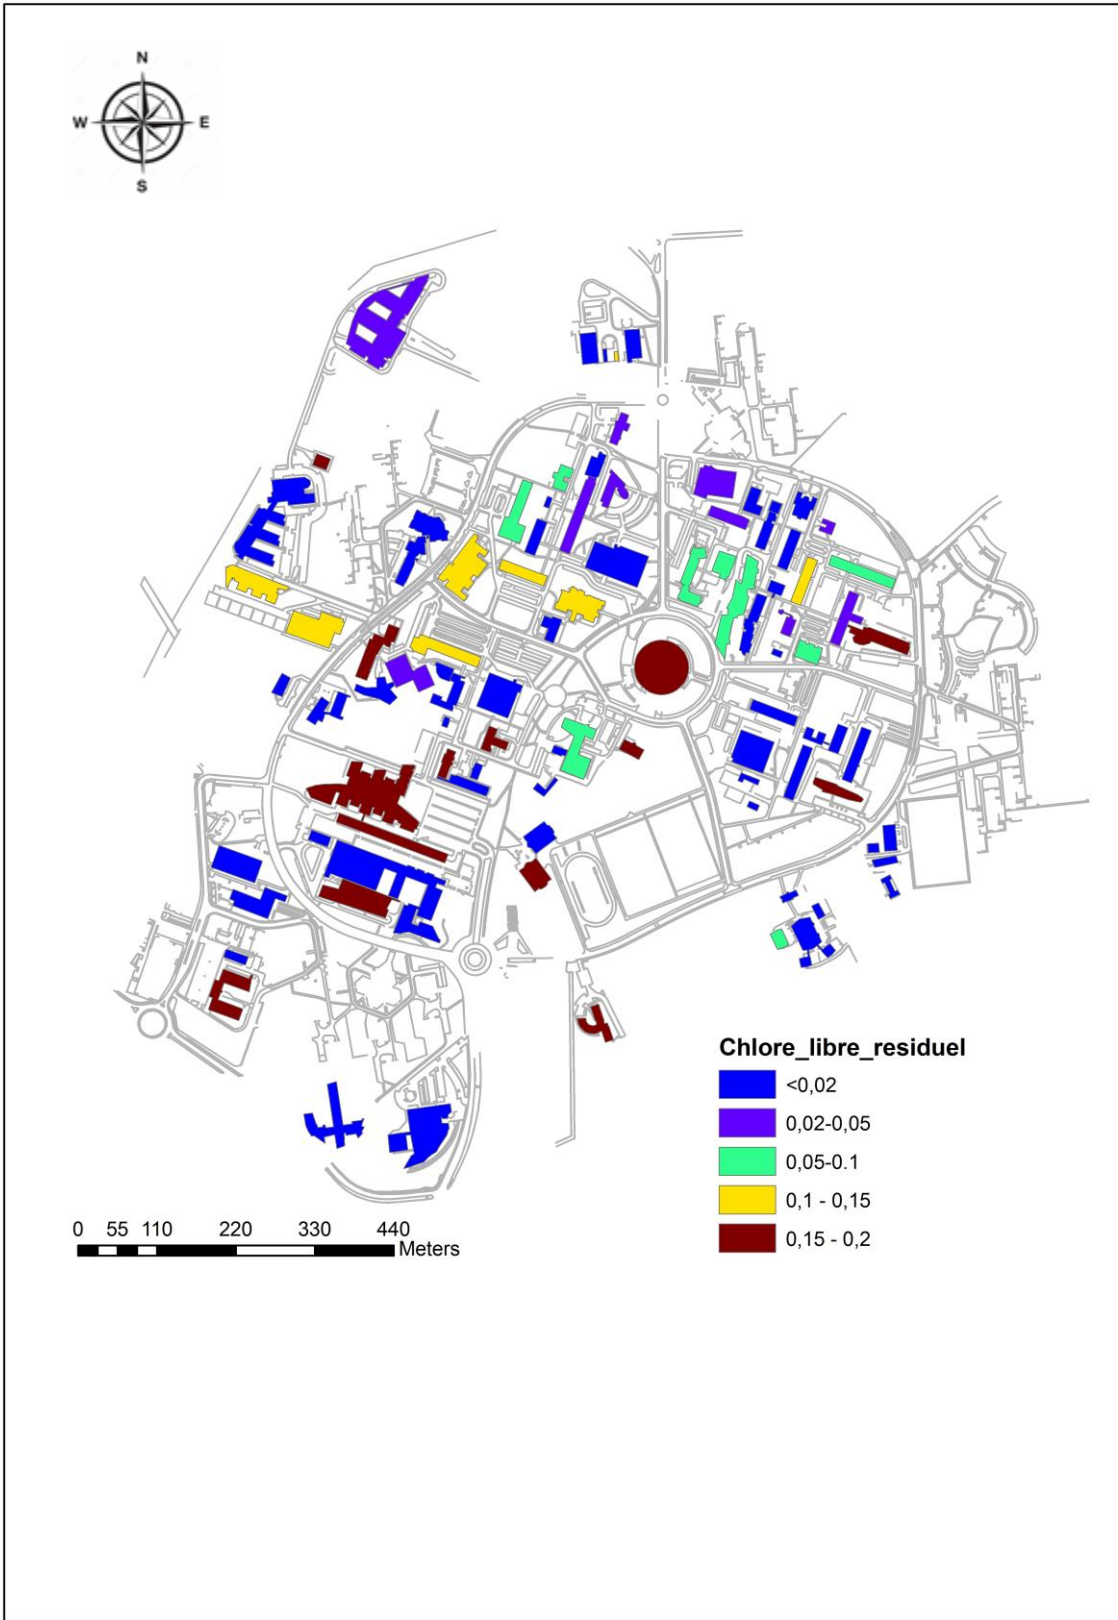 N
W E
S
Chlore_libre_residuel
<0,02
0,02-0,05
0,05-0.1
0,1 - 0,15
0,15 - 0,2
0 55 110 220 330 440
Meters